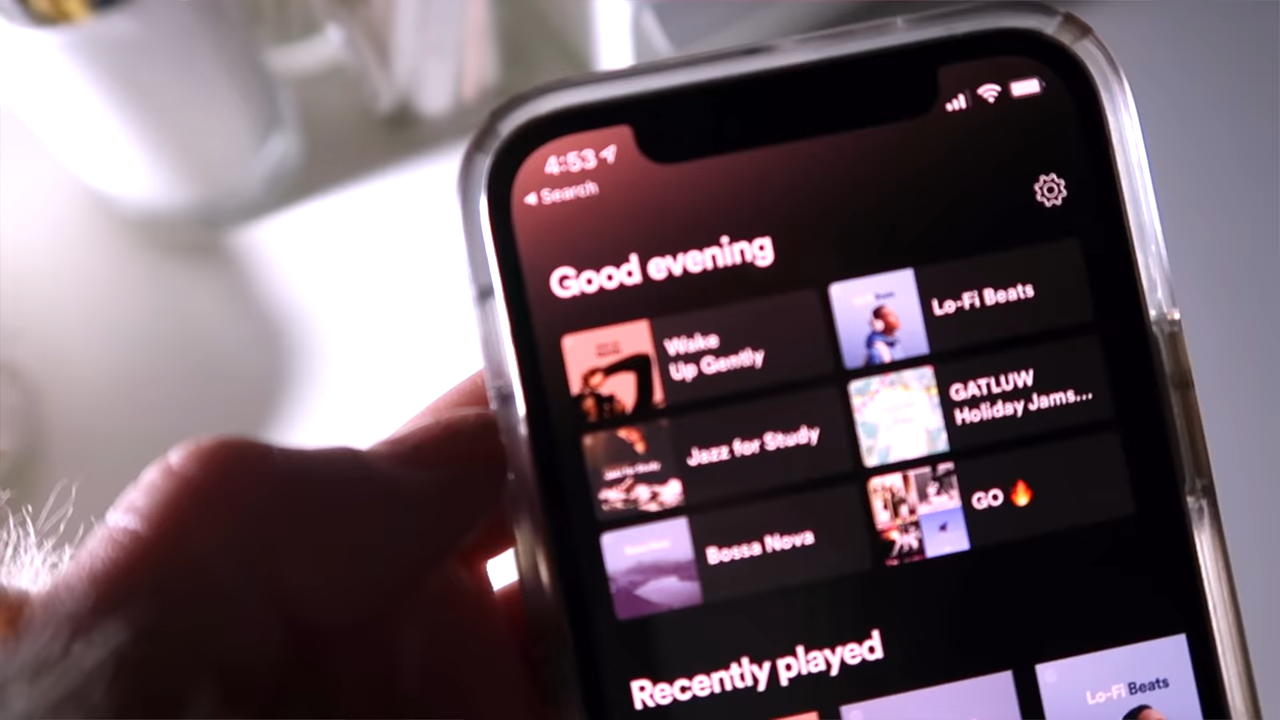 4:53
Search
Good evening
Wake
Up Gently
Lo-Fi Beats
Jazz for Study
GATLUW
Holiday Jams...
Bossa Nova
GO 🔥
Recently played
Lo-Fi Beats